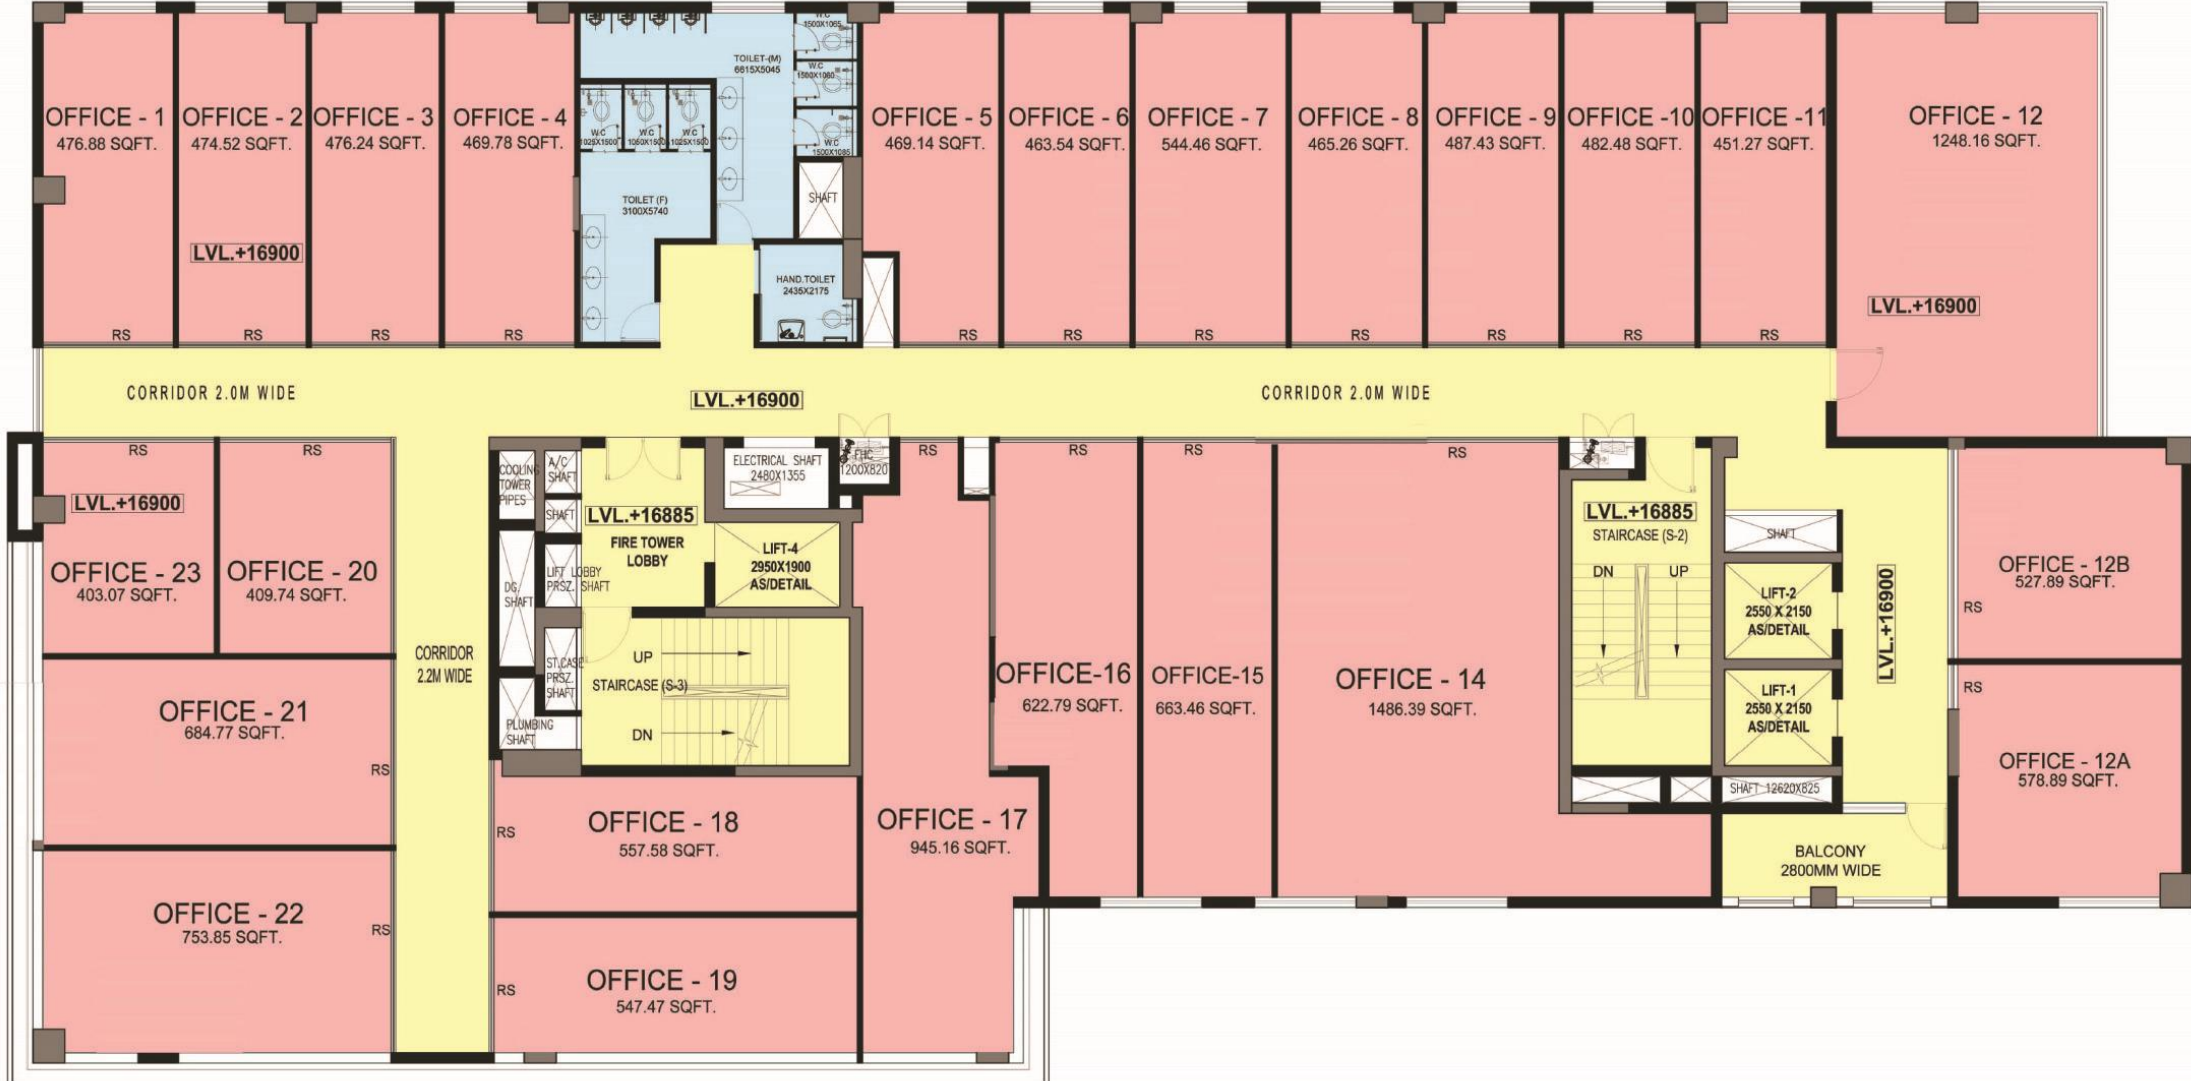 OFFICE - 1
476.88 SQFT.
RS
OFFICE - 2
474.52 SQFT.
LVL.+16900
RS
OFFICE - 3
476.24 SQFT.
RS
OFFICE - 4
469.78 SQFT.
RS
TOILET-(M)
6615X5045
W.C
1500X1065
W.C
1500X1060
W.C
1500X1085
W.C
1025X1500
W.C
1050X1500
W.C
1025X1500
TOILET (F)
3100X5740
SHAFT
HAND.TOILET
2435X2175
OFFICE - 5
469.14 SQFT.
RS
OFFICE - 6
463.54 SQFT.
RS
OFFICE - 7
544.46 SQFT.
RS
OFFICE - 8
465.26 SQFT.
RS
OFFICE - 9
487.43 SQFT.
RS
OFFICE -10
482.48 SQFT.
RS
OFFICE -11
451.27 SQFT.
RS
OFFICE - 12
1248.16 SQFT.
LVL.+16900
CORRIDOR 2.0M WIDE
LVL.+16900
CORRIDOR 2.0M WIDE
RS
LVL.+16900
OFFICE - 23
403.07 SQFT.
RS
OFFICE - 20
409.74 SQFT.
OFFICE - 21
684.77 SQFT.
RS
OFFICE - 22
753.85 SQFT.
RS
CORRIDOR
2.2M WIDE
COOLING
TOWER
PIPES
A/C
SHAFT
SHAFT
DG.
SHAFT
LIFT LOBBY
PRSZ. SHAFT
ST.CASE
PRSZ.
SHAFT
PLUMBING
SHAFT
LVL.+16885
FIRE TOWER
LOBBY
ELECTRICAL SHAFT
2480X1355
FHC
1200X820
LIFT-4
2950X1900
AS/DETAIL
UP
STAIRCASE (S-3)
DN
RS
OFFICE - 18
557.58 SQFT.
RS
OFFICE - 19
547.47 SQFT.
RS
OFFICE - 17
945.16 SQFT.
RS
OFFICE-16
622.79 SQFT.
RS
OFFICE-15
663.46 SQFT.
RS
OFFICE - 14
1486.39 SQFT.
LVL.+16885
STAIRCASE (S-2)
DN
UP
SHAFT
LIFT-2
2550 X 2150
AS/DETAIL
LIFT-1
2550 X 2150
AS/DETAIL
SHAFT 12620X825
LVL.+16900
BALCONY
2800MM WIDE
OFFICE - 12B
527.89 SQFT.
RS
RS
OFFICE - 12A
578.89 SQFT.